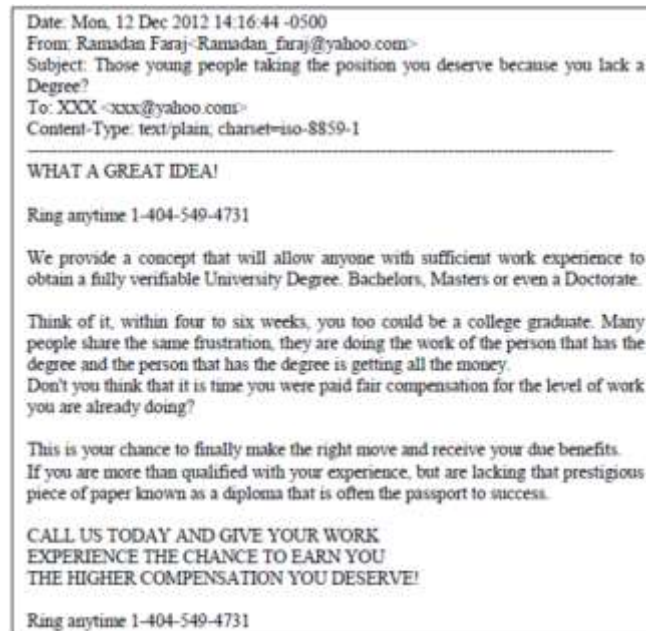 Date: Mon, 12 Dec 2012 14:16:44 -0500
From: Ramadan Faraj<Ramadan_faraj@yahoo.com>
Subject: Those young people taking the position you deserve because you lack a
Degree?
To: XXX <xxx@yahoo.com>
Content-Type: text/plain; charset=iso-8859-1
WHAT A GREAT IDEA!
Ring anytime 1-404-549-4731
We provide a concept that will allow anyone with sufficient work experience to
obtain a fully verifiable University Degree. Bachelors, Masters or even a Doctorate.
Think of it, within four to six weeks, you too could be a college graduate. Many
people share the same frustration, they are doing the work of the person that has the
degree and the person that has the degree is getting all the money.
Don't you think that it is time you were paid fair compensation for the level of work
you are already doing?
This is your chance to finally make the right move and receive your due benefits.
If you are more than qualified with your experience, but are lacking that prestigious
piece of paper known as a diploma that is often the passport to success.
CALL US TODAY AND GIVE YOUR WORK
EXPERIENCE THE CHANCE TO EARN YOU
THE HIGHER COMPENSATION YOU DESERVE!
Ring anytime 1-404-549-4731